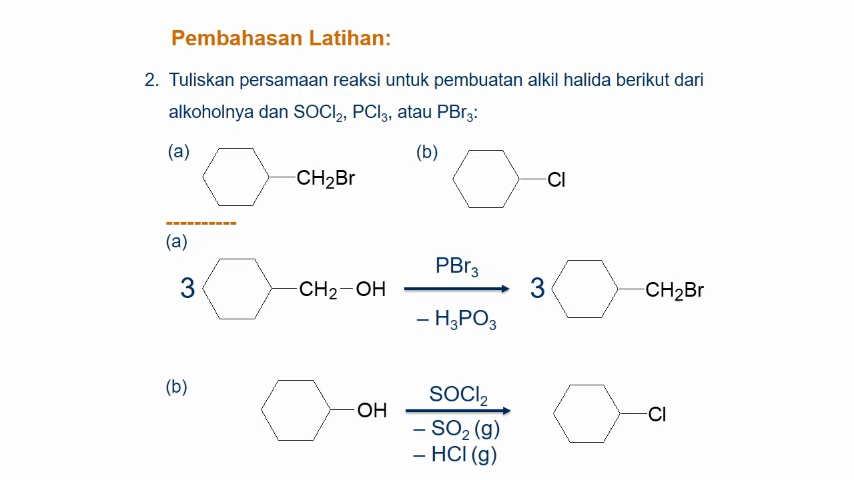 Pembahasan Latihan:
2. Tuliskan persamaan reaksi untuk pembuatan alkil halida berikut dari
alkoholnya dan SOCl₂, PCl₃, atau PBr₃:
(a)
CH₂Br
(b)
Cl
----------
(a)
3
CH₂–OH
PBr₃
– H₃PO₃
3
CH₂Br
(b)
OH
SOCl₂
– SO₂ (g)
– HCl (g)
Cl